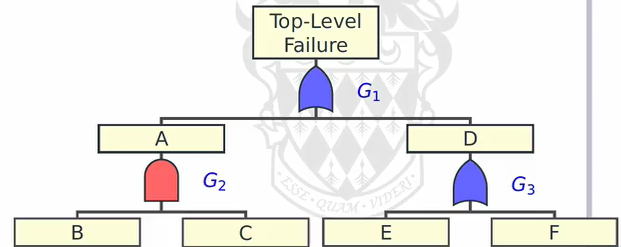 Top-Level
Failure
G1
A
D
G2
G3
B
C
E
F
·ESSE·QUAM·VIDERI·